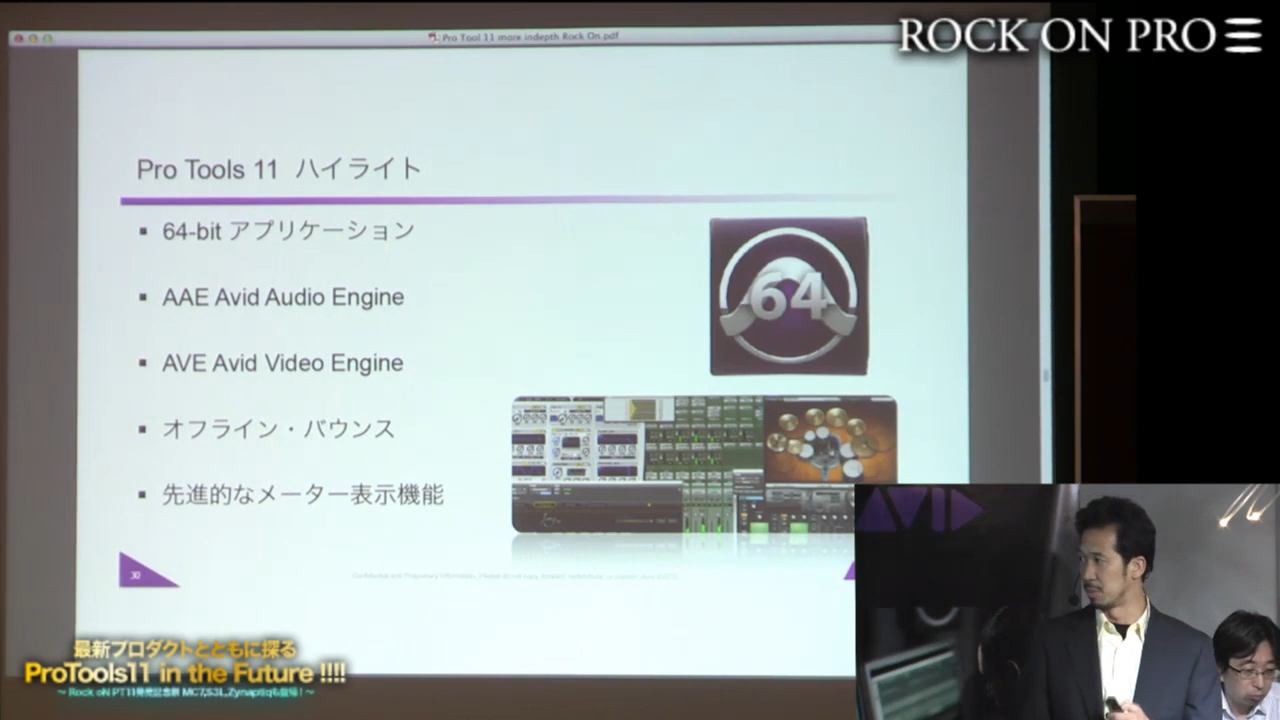 Pro Tool 11 more indepth Rock On.pdf
ROCK ON PRO
Pro Tools 11 ハイライト
▪ 64-bit アプリケーション
▪ AAE Avid Audio Engine
▪ AVE Avid Video Engine
▪ オフライン・バウンス
▪ 先進的なメーター表示機能
64
30
AVID
最新プロダクトとともに探る
ProTools11 in the Future !!!!